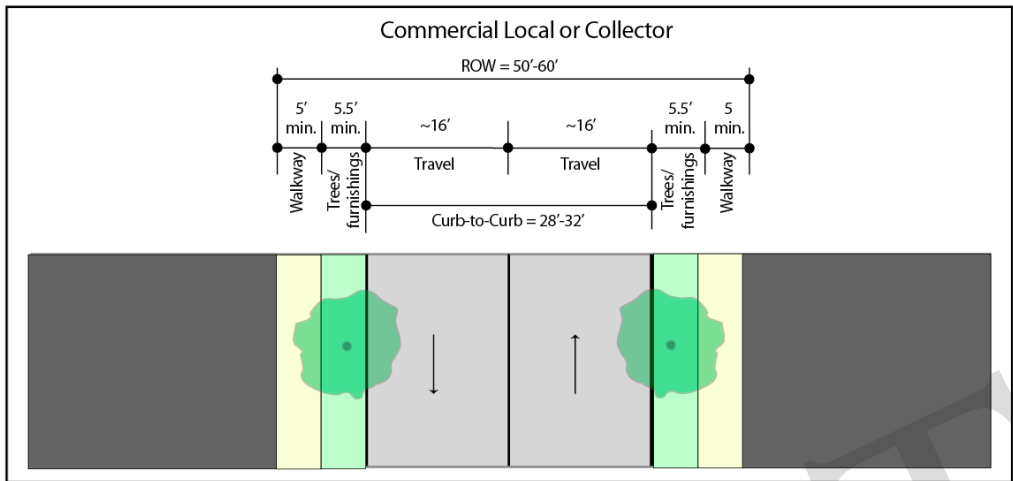 Commercial Local or Collector
ROW = 50'-60'
5' min.
5.5' min.
~16'
~16'
5.5' min.
5 min.
Walkway
Trees/
furnishings
Travel
Travel
Trees/
furnishings
Walkway
Curb-to-Curb = 28'-32'